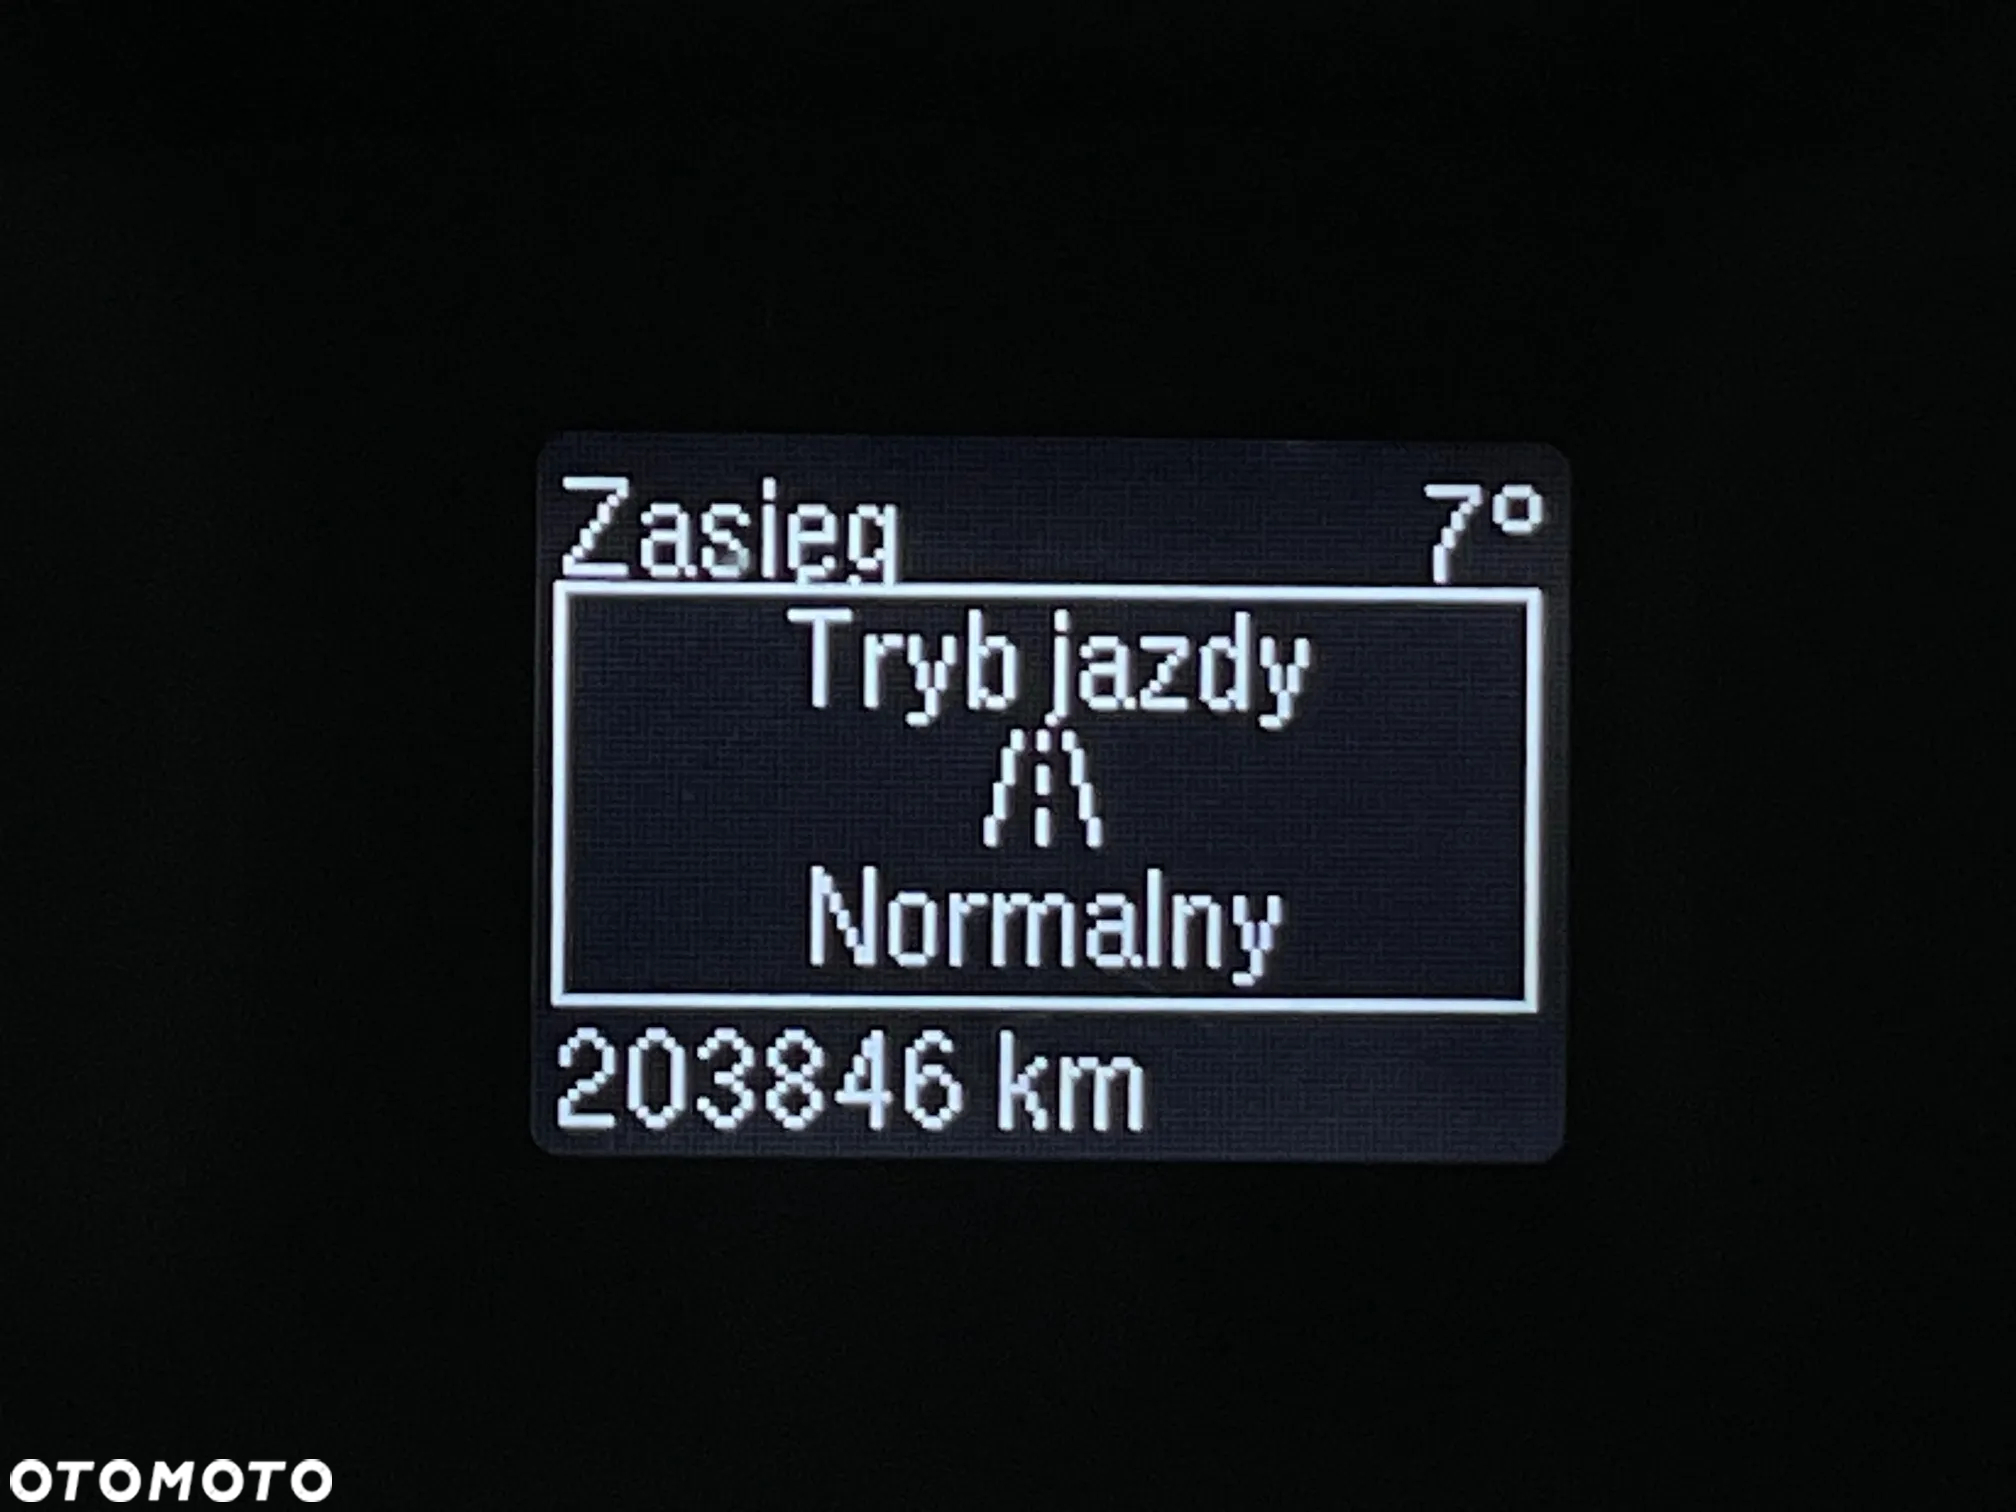 Zasięg 7°
Tryb jazdy
Normalny
203846 km
OTOMOTO